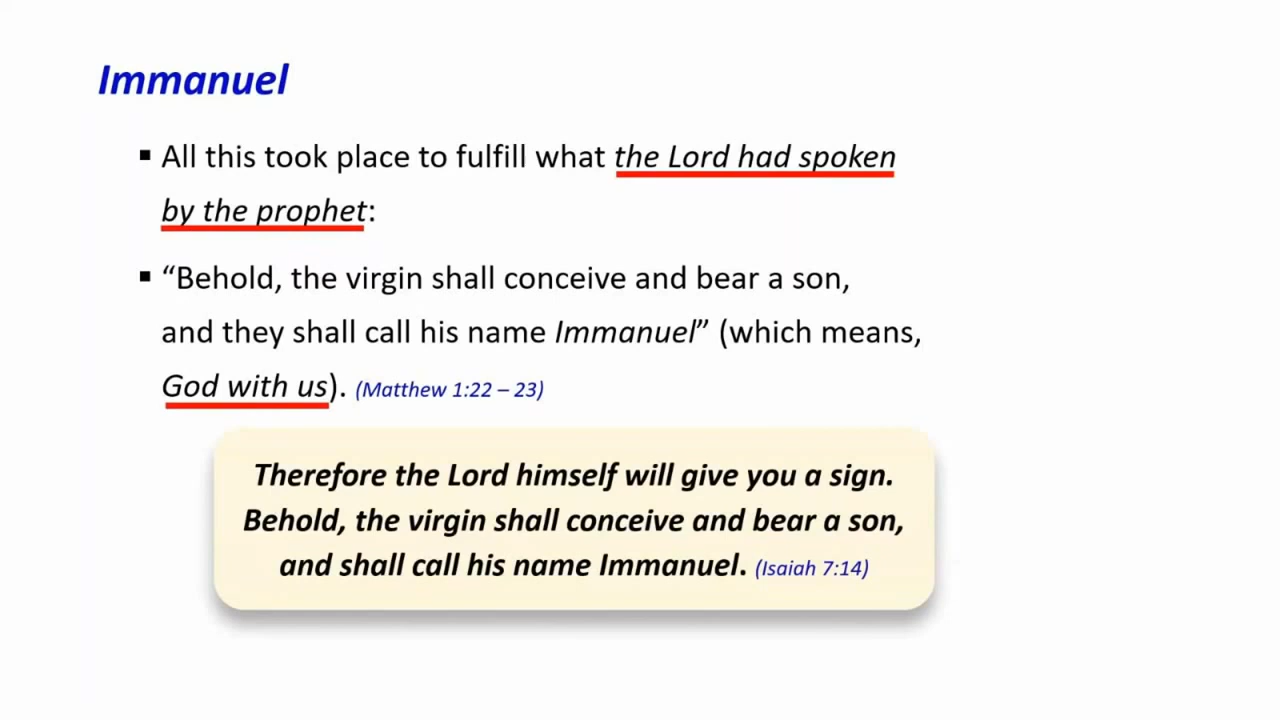 Immanuel
▪ All this took place to fulfill what the Lord had spoken
by the prophet:
▪ “Behold, the virgin shall conceive and bear a son,
and they shall call his name Immanuel” (which means,
God with us). (Matthew 1:22 – 23)
Therefore the Lord himself will give you a sign.
Behold, the virgin shall conceive and bear a son,
and shall call his name Immanuel. (Isaiah 7:14)